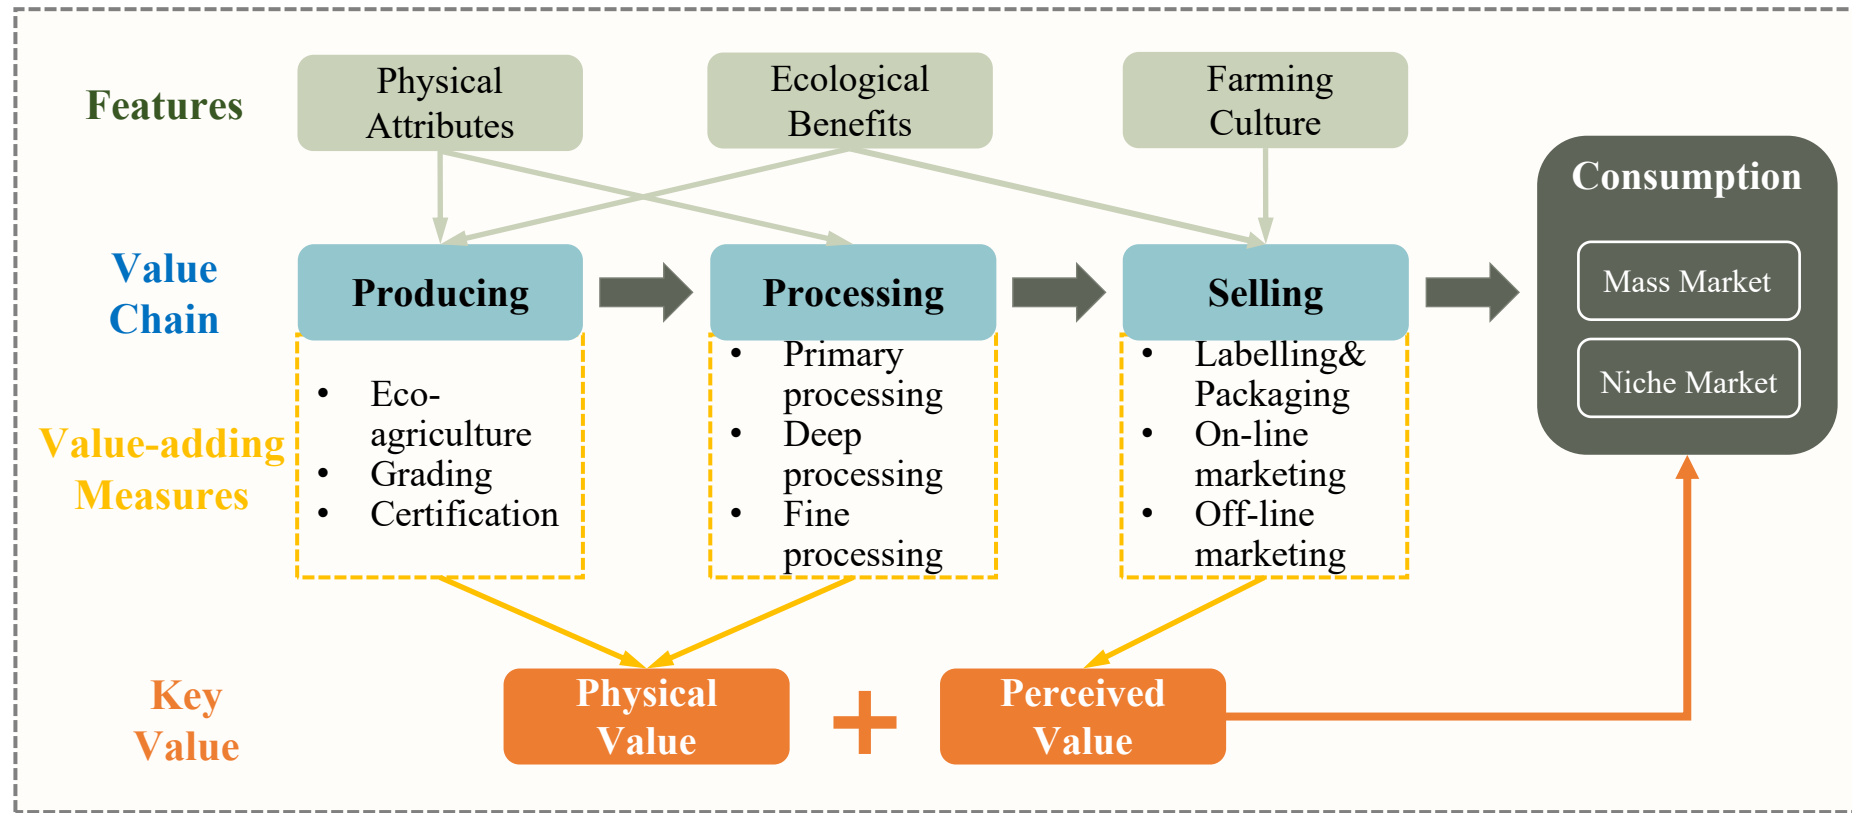 Features
Physical
Attributes
Ecological
Benefits
Farming
Culture
Value
Chain
Producing
Processing
Selling
Consumption
Mass Market
Niche Market
Value-adding
Measures
• Eco-
agriculture
• Grading
• Certification
• Primary
processing
• Deep
processing
• Fine
processing
• Labelling&
Packaging
• On-line
marketing
• Off-line
marketing
Key
Value
Physical
Value
+
Perceived
Value